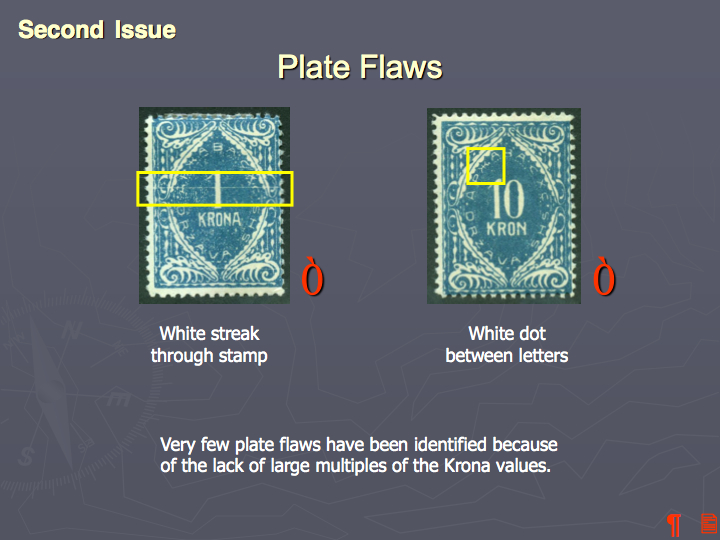 Second Issue
Plate Flaws
1
KRONA
10
KRON
Ò
Ò
White streak
through stamp
White dot
between letters
Very few plate flaws have been identified because
of the lack of large multiples of the Krona values.
¶